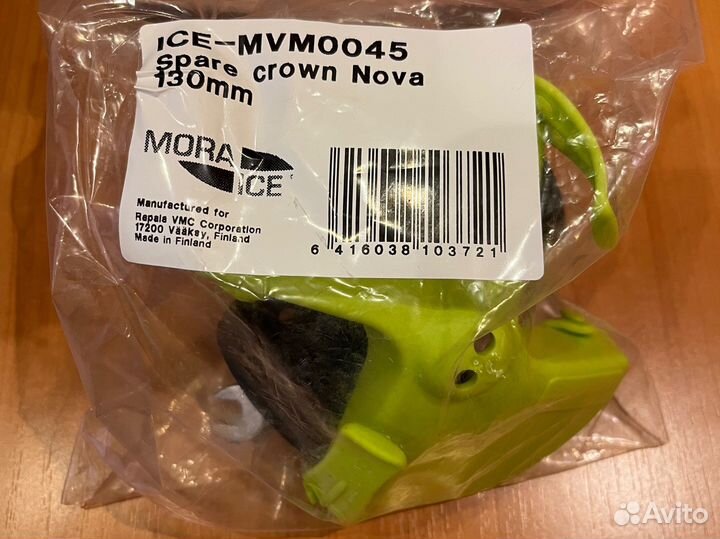 ICE-MVM0045
Spare crown Nova
130mm
MORA
ICE
Manufactured for
Rapala VMC Corporation
17200 Vääksy, Finland
Made in Finland
6 416038 103721
Avito